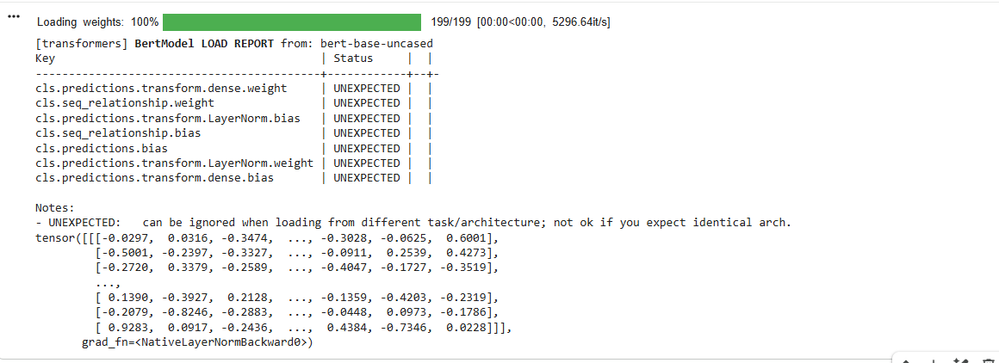 Loading weights: 100% 199/199 [00:00<00:00, 5296.64it/s]
[transformers] BertModel LOAD REPORT from: bert-base-uncased
Key                                        | Status     |  |
-------------------------------------------+------------+--+-
cls.predictions.transform.dense.weight     | UNEXPECTED |  |
cls.seq_relationship.weight                | UNEXPECTED |  |
cls.predictions.transform.LayerNorm.bias   | UNEXPECTED |  |
cls.seq_relationship.bias                  | UNEXPECTED |  |
cls.predictions.bias                       | UNEXPECTED |  |
cls.predictions.transform.LayerNorm.weight | UNEXPECTED |  |
cls.predictions.transform.dense.bias       | UNEXPECTED |  |
Notes:
- UNEXPECTED:   can be ignored when loading from different task/architecture; not ok if you expect identical arch.
tensor([[[-0.0297,  0.0316, -0.3474,  ..., -0.3028, -0.0625,  0.6001],
         [-0.5001, -0.2397, -0.3327,  ..., -0.0911,  0.2539,  0.4273],
         [-0.2720,  0.3379, -0.2589,  ..., -0.4047, -0.1727, -0.3519],
         ...,
         [ 0.1390, -0.3927,  0.2128,  ..., -0.1359, -0.4203, -0.2319],
         [-0.2079, -0.8246, -0.2883,  ..., -0.0448,  0.0973, -0.1786],
         [ 0.9283,  0.0917, -0.2436,  ...,  0.4384, -0.7346,  0.0228]]],
       grad_fn=<NativeLayerNormBackward0>)